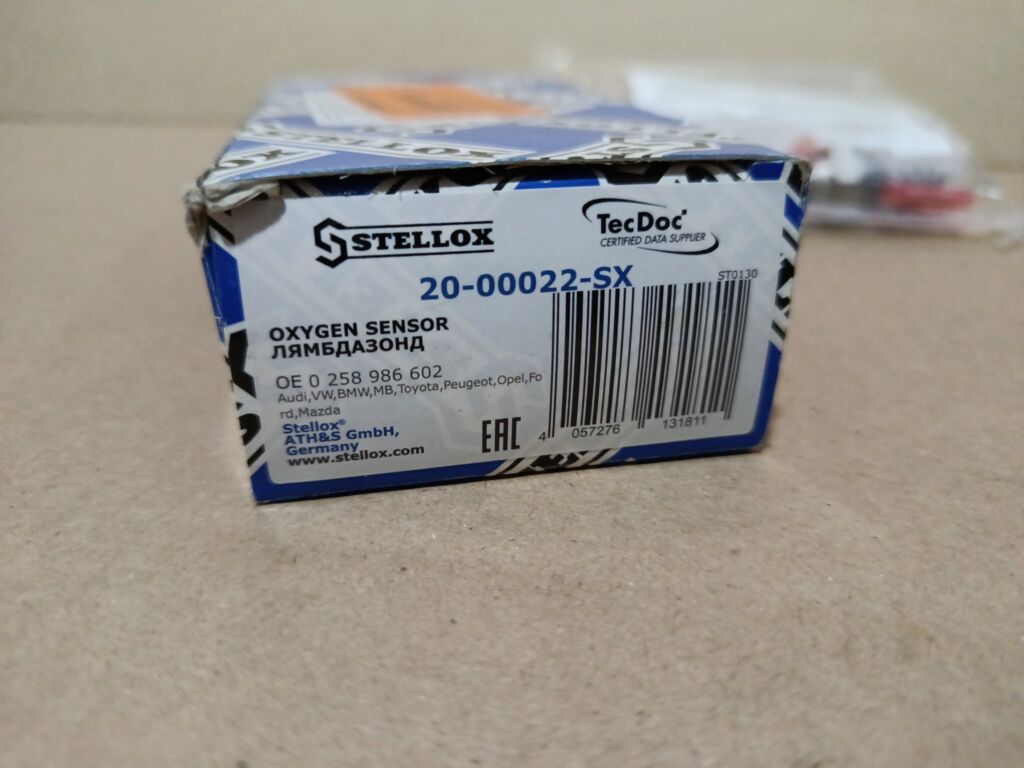 STELLOX
STELLOX
TecDoc
CERTIFIED DATA SUPPLIER
20-00022-SX
ST0130
OXYGEN SENSOR
ЛЯМБДАЗОНД
OE 0 258 986 602
Audi,VW,BMW,MB,Toyota,Peugeot,Opel,Fo
rd,Mazda
Stellox®
ATH&S GmbH,
Germany
www.stellox.com
EAC
4 057276 131811